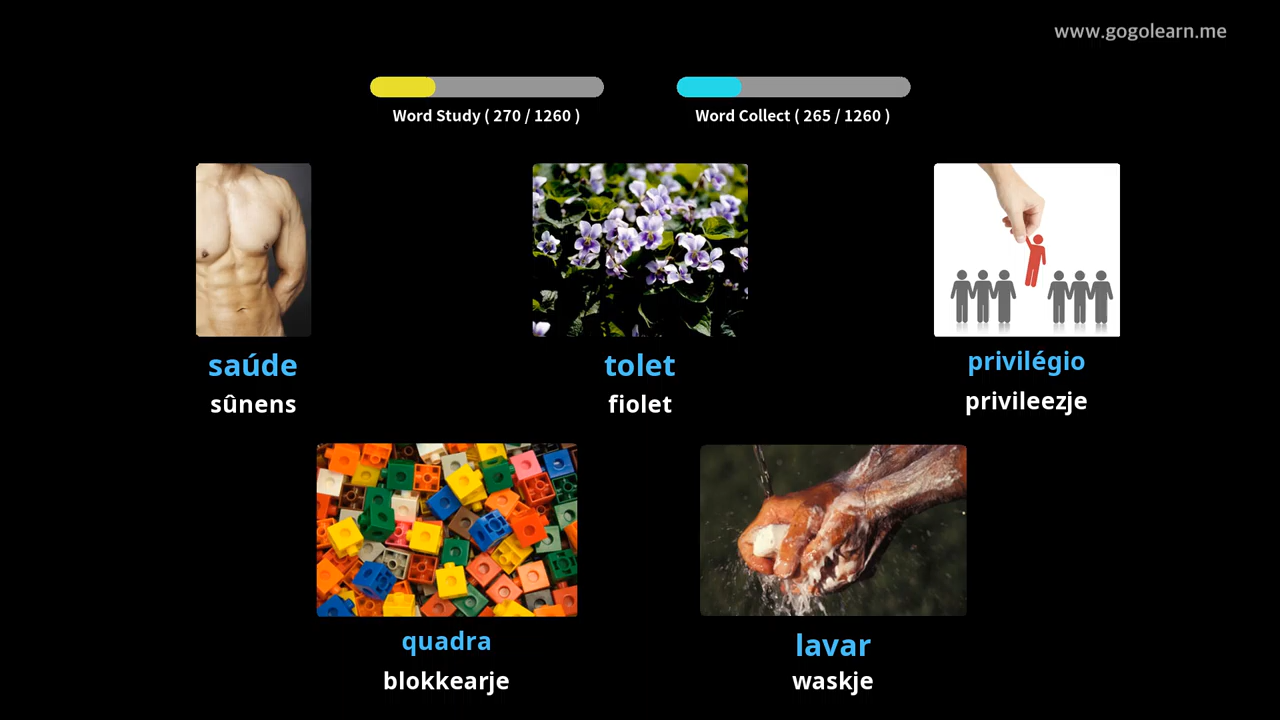 www.gogolearn.me
Word Study ( 270 / 1260 )
Word Collect ( 265 / 1260 )
saúde
sûnens
tolet
fiolet
privilégio
privileezje
quadra
blokkearje
lavar
waskje